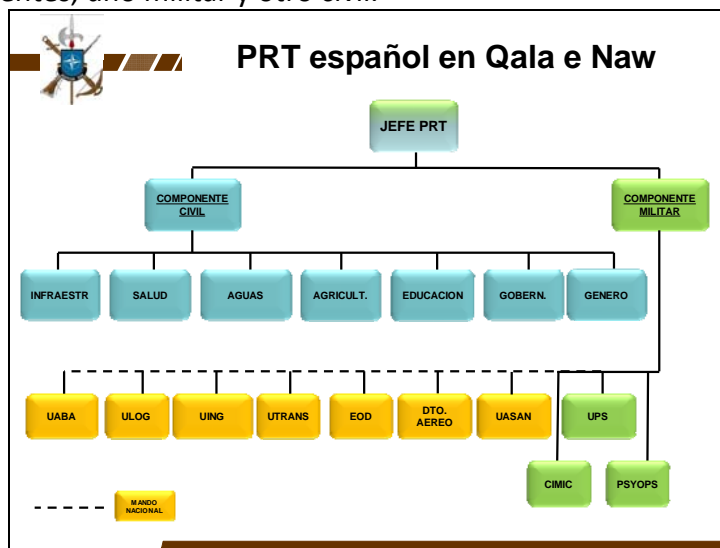 entes, uno militar y otro civil.
PRT español en Qala e Naw
JEFE PRT
COMPONENTE
CIVIL
COMPONENTE
MILITAR
INFRAESTR
SALUD
AGUAS
AGRICULT.
EDUCACION
GOBERN.
GENERO
UABA
ULOG
UING
UTRANS
EOD
DTO.
AEREO
UASAN
UPS
CIMIC
PSYOPS
MANDO
NACIONAL